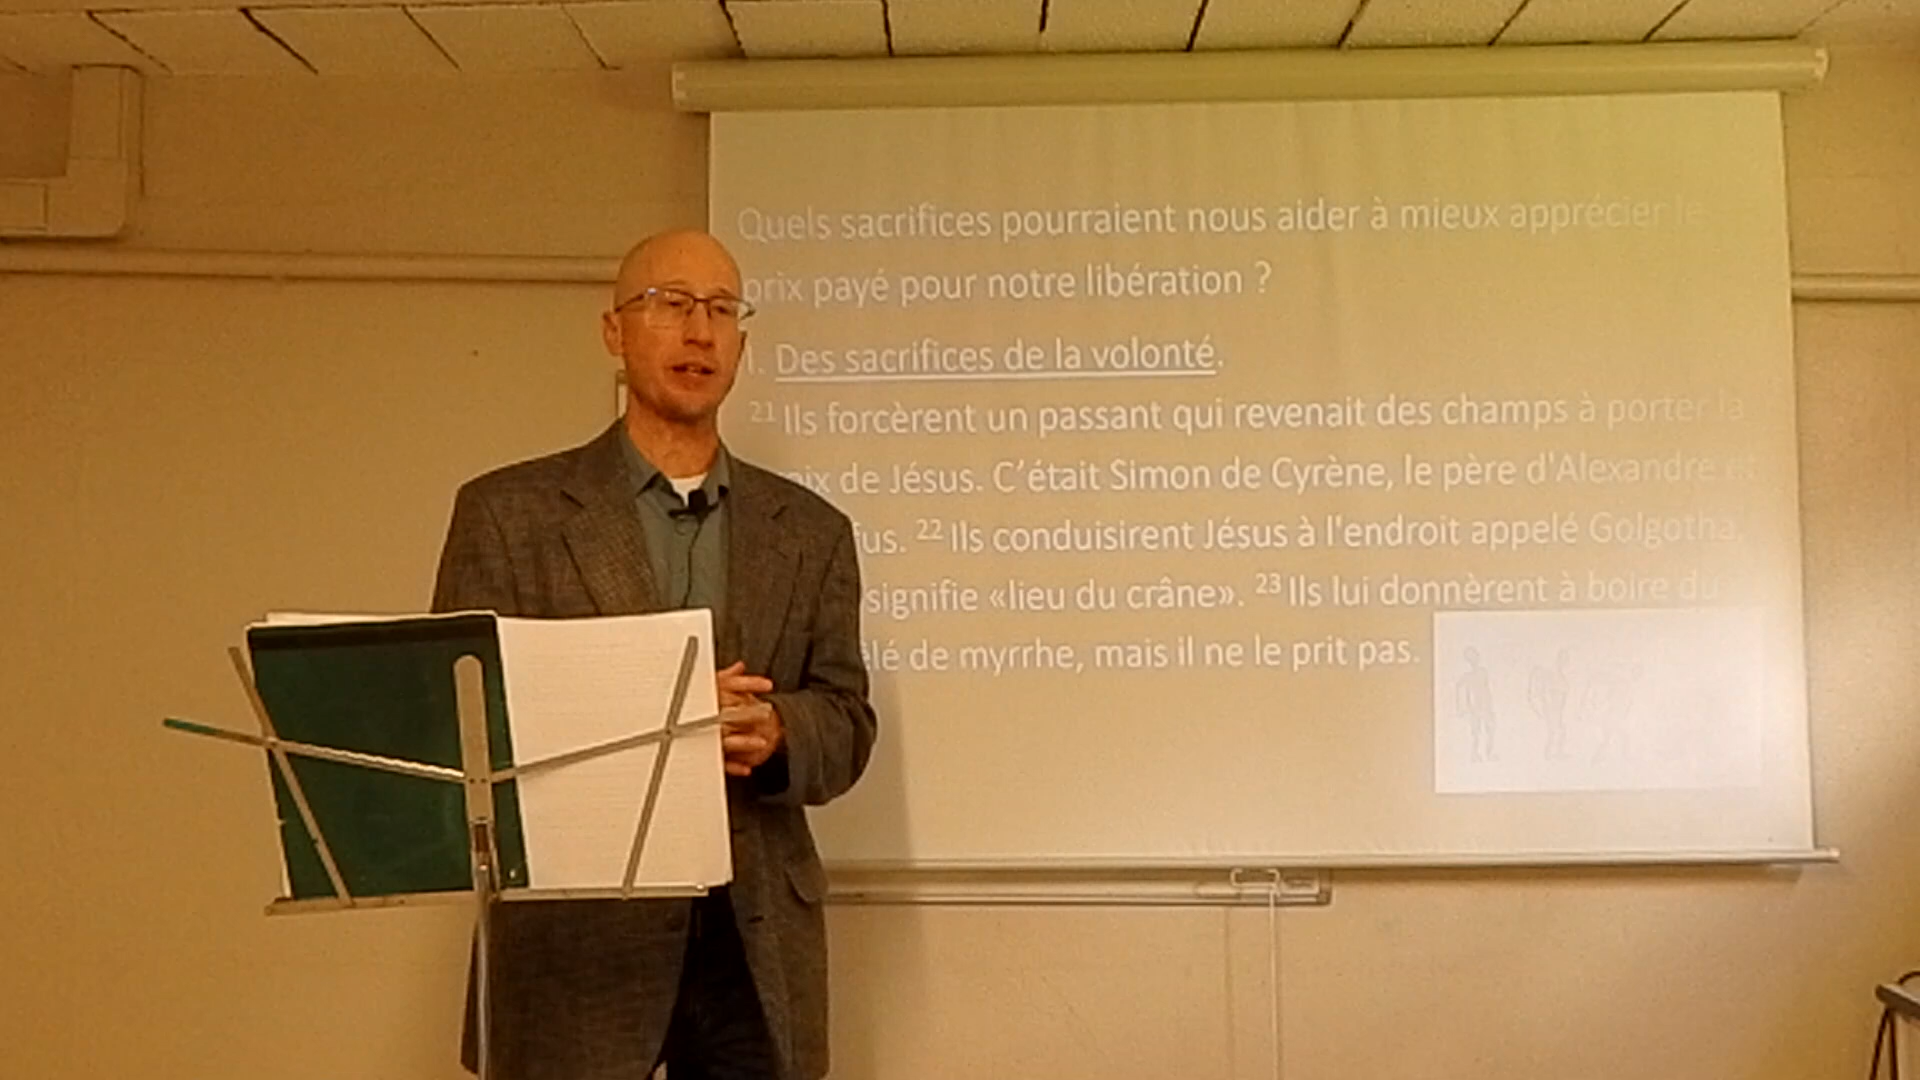 Quels sacrifices pourraient nous aider à mieux apprécier le
prix payé pour notre libération ?
1. Des sacrifices de la volonté.
21 Ils forcèrent un passant qui revenait des champs à porter la
de Jésus. C'était Simon de Cyrène, le père d'Alexandre et
22 Ils conduisirent Jésus à l'endroit appelé Golgotha,
signifie «lieu du crâne». 23 Ils lui donnèrent à boire du
de myrrhe, mais il ne le prit pas.